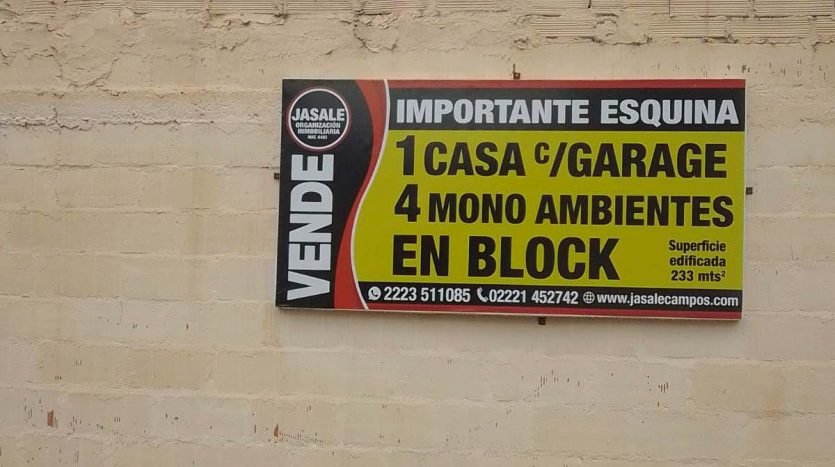 JASALE
ORGANIZACIÓN
INMOBILIARIA
VENDE
IMPORTANTE ESQUINA
1 CASA C/GARAGE
4 MONO AMBIENTES
EN BLOCK
Superficie
edificada
233 mts²
2223 511085 02221 452742 www.jasalecampos.com